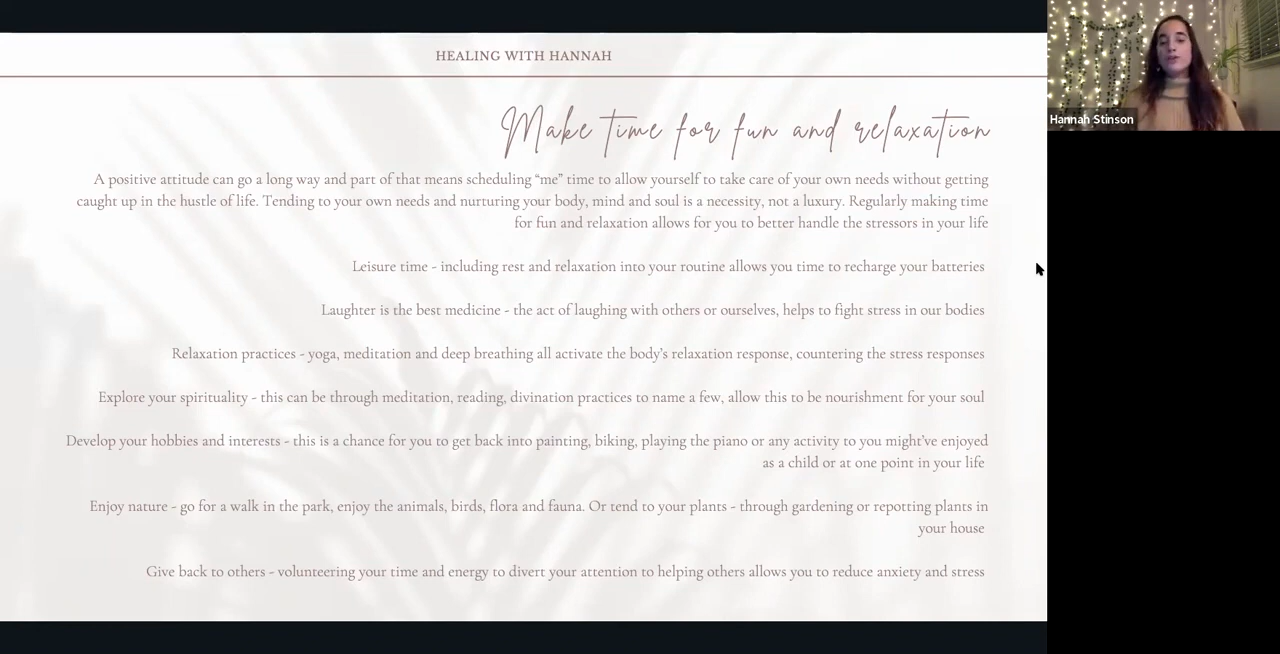 HEALING WITH HANNAH
Make time for fun and relaxation
A positive attitude can go a long way and part of that means scheduling “me” time to allow yourself to take care of your own needs without getting
caught up in the hustle of life. Tending to your own needs and nurturing your body, mind and soul is a necessity, not a luxury. Regularly making time
for fun and relaxation allows for you to better handle the stressors in your life
Leisure time - including rest and relaxation into your routine allows you time to recharge your batteries
Laughter is the best medicine - the act of laughing with others or ourselves, helps to fight stress in our bodies
Relaxation practices - yoga, meditation and deep breathing all activate the body’s relaxation response, countering the stress responses
Explore your spirituality - this can be through meditation, reading, divination practices to name a few, allow this to be nourishment for your soul
Develop your hobbies and interests - this is a chance for you to get back into painting, biking, playing the piano or any activity to you might’ve enjoyed
as a child or at one point in your life
Enjoy nature - go for a walk in the park, enjoy the animals, birds, flora and fauna. Or tend to your plants - through gardening or repotting plants in
your house
Give back to others - volunteering your time and energy to divert your attention to helping others allows you to reduce anxiety and stress
Hannah Stinson